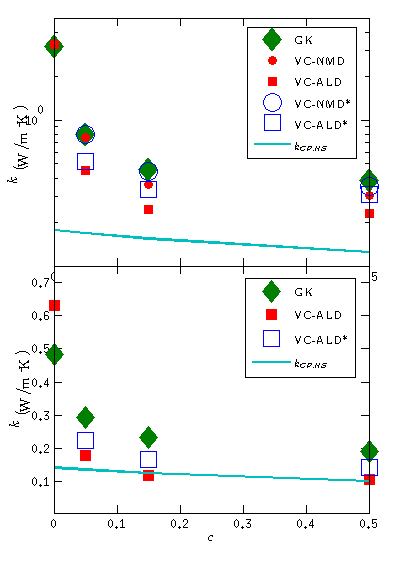 GK
VC-NMD
VC-ALD
VC-NMD*
VC-ALD*
k_CP,HS
10^0
k (W/m-K)
0
5
0.7
0.6
0.5
0.4
0.3
0.2
0.1
k (W/m-K)
GK
VC-ALD
VC-ALD*
k_CP,HS
0 0.1 0.2 0.3 0.4 0.5
c